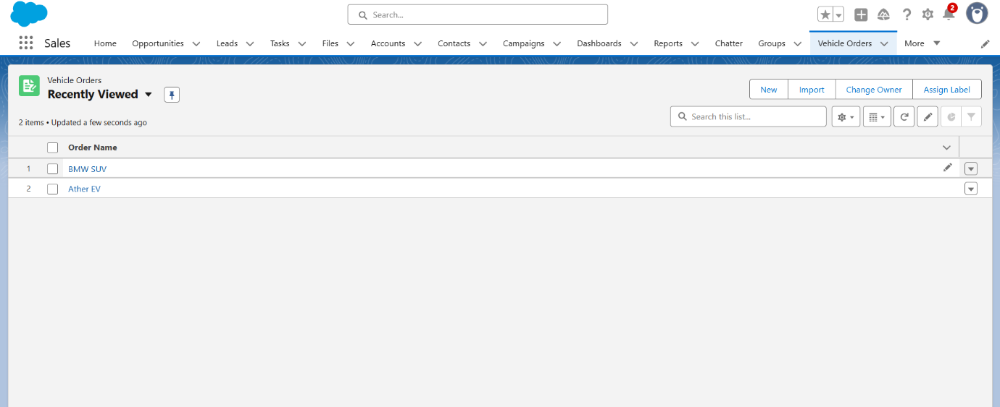 Search...
2
Sales Home Opportunities Leads Tasks Files Accounts Contacts Campaigns Dashboards Reports Chatter Groups Vehicle Orders More
Vehicle Orders
Recently Viewed
New Import Change Owner Assign Label
2 items • Updated a few seconds ago
Search this list...
Order Name
1 BMW SUV
2 Ather EV